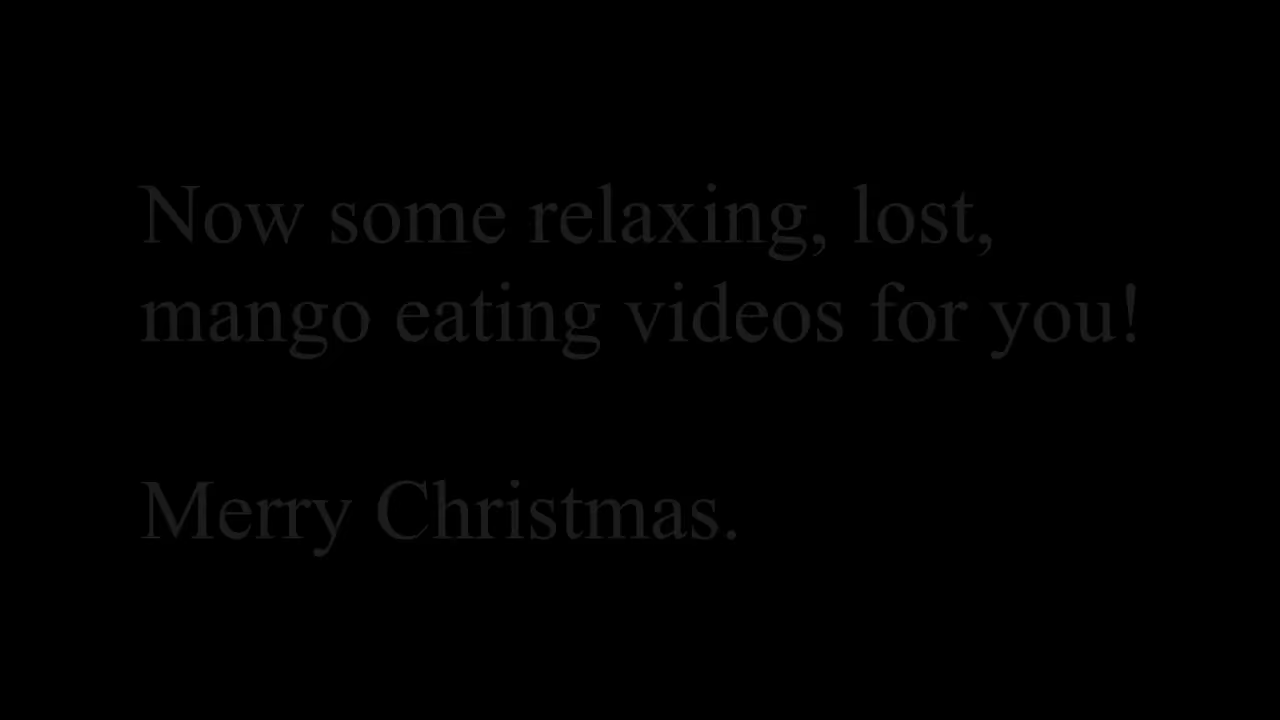 Now some relaxing, lost,
mango eating videos for you!
Merry Christmas.